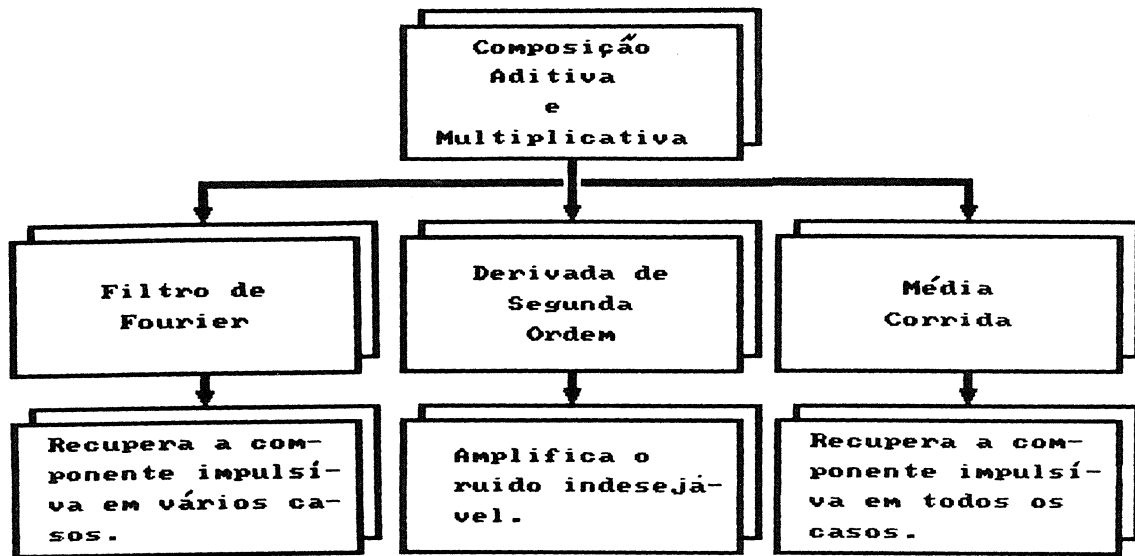 Composição
Aditiva
e
Multiplicativa
Filtro de
Fourier
Derivada de
Segunda
Ordem
Média
Corrida
Recupera a com-
ponente impulsí-
va em vários ca-
sos.
Amplifica o
ruido indesejá-
vel.
Recupera a com-
ponente impulsí-
va em todos os
casos.